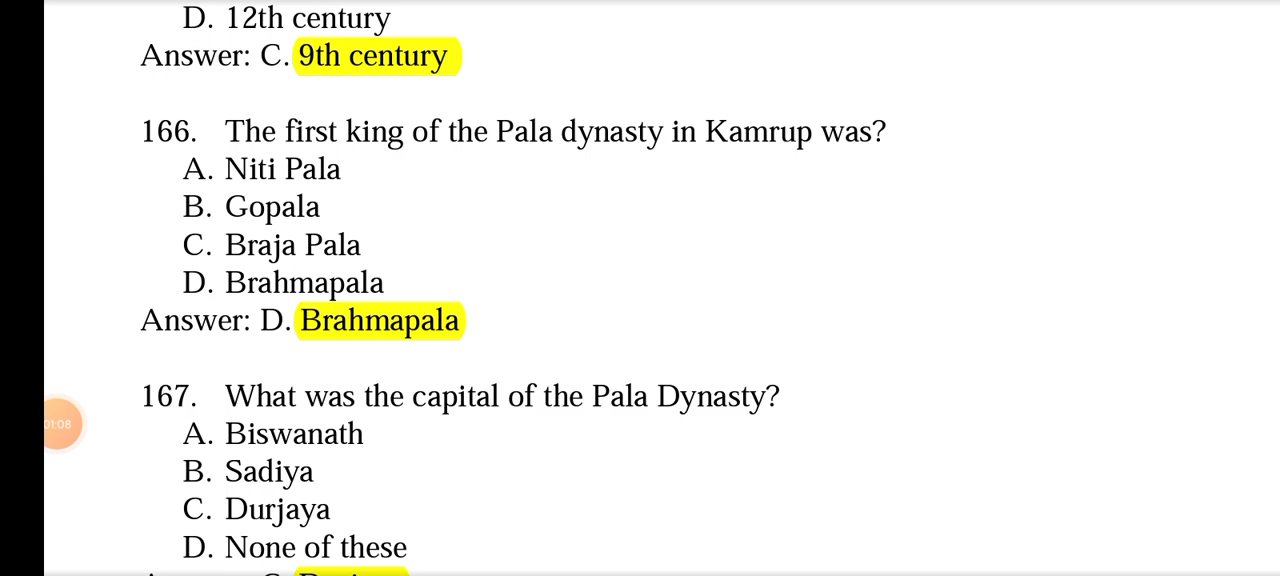 D. 12th century
Answer: C. 9th century
166. The first king of the Pala dynasty in Kamrup was?
A. Niti Pala
B. Gopala
C. Braja Pala
D. Brahmapala
Answer: D. Brahmapala
167. What was the capital of the Pala Dynasty?
01:08
A. Biswanath
B. Sadiya
C. Durjaya
D. None of these